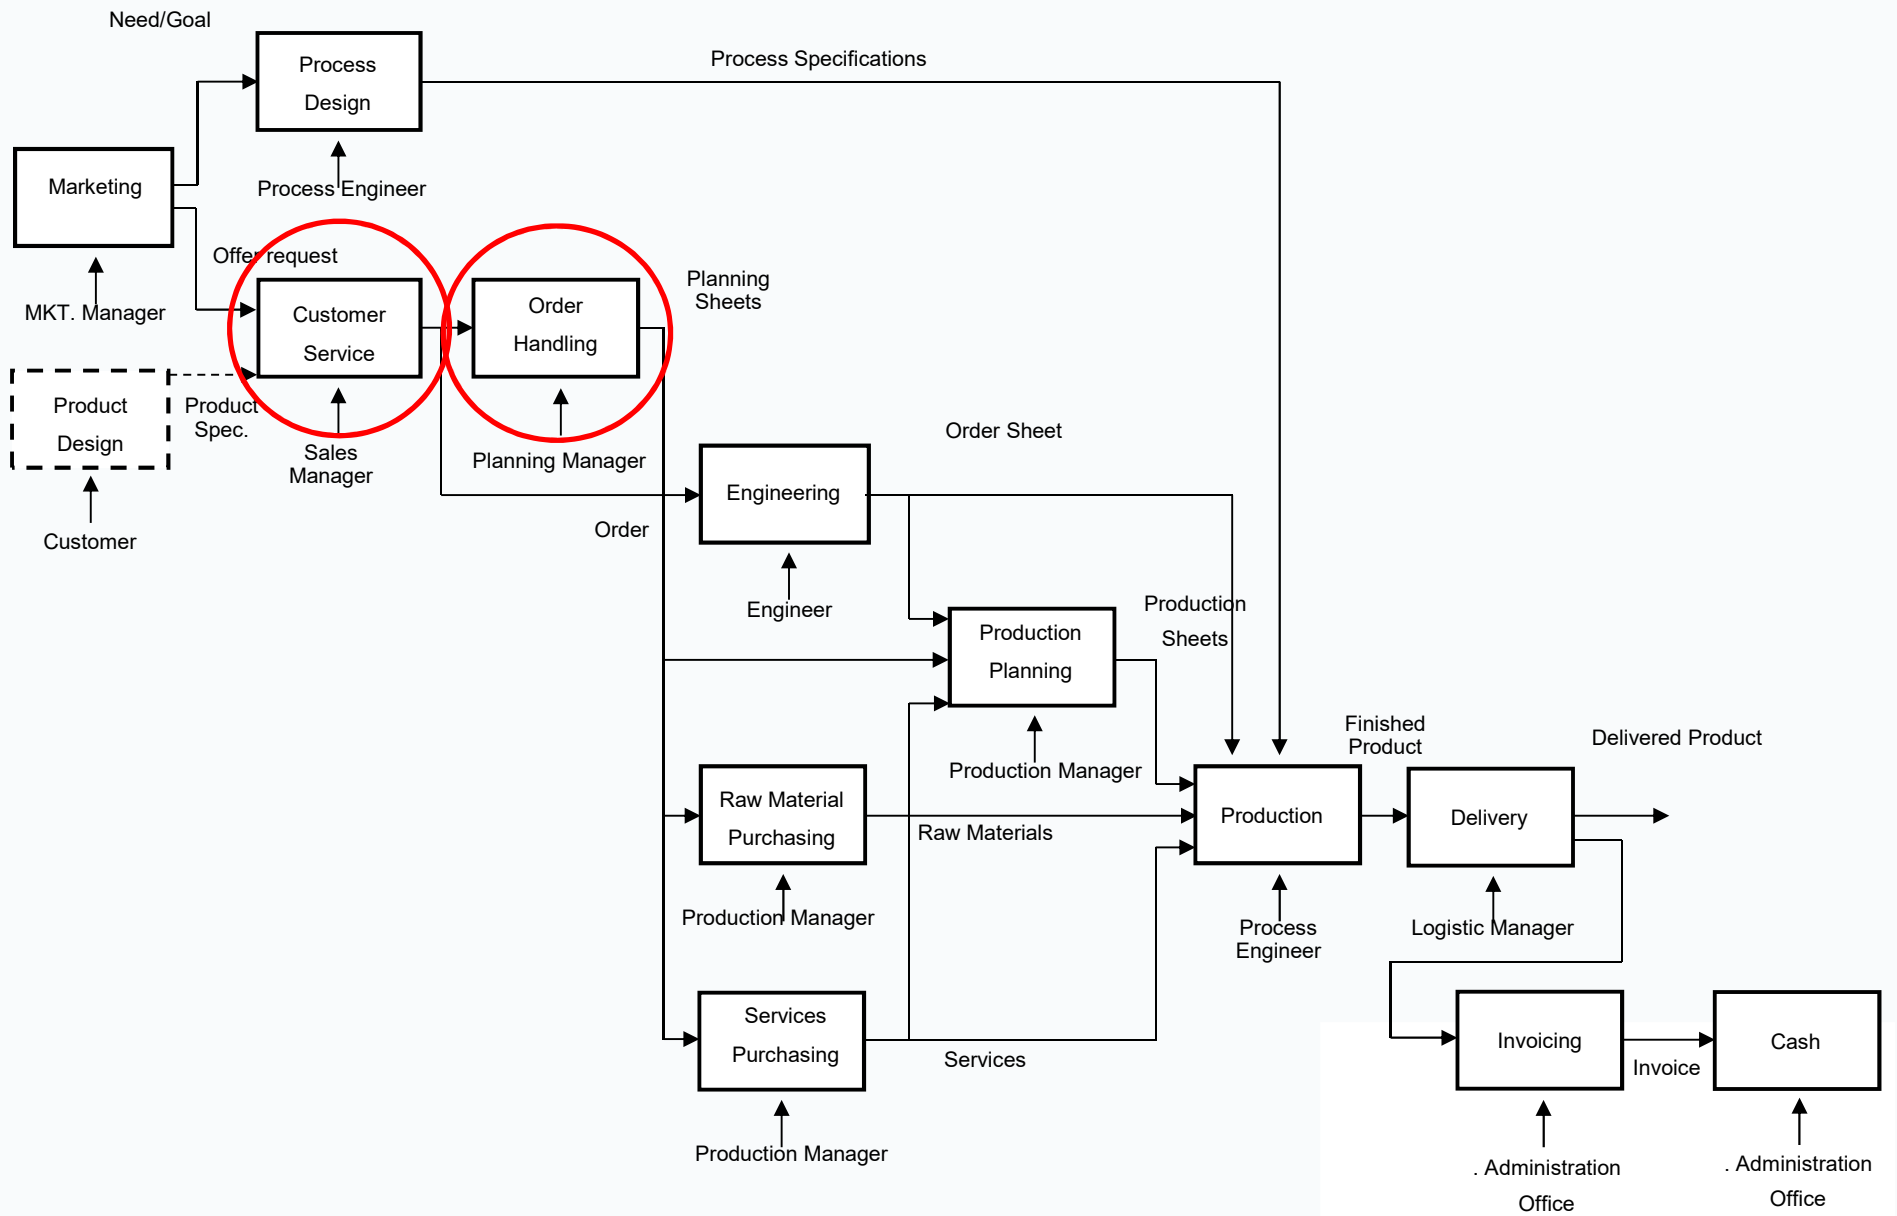 Need/Goal
Process
Design
Process Specifications
Marketing
Process Engineer
Offer request
MKT. Manager
Customer
Service
Order
Handling
Planning
Sheets
Product
Design
Product
Spec.
Sales
Manager
Planning Manager
Order Sheet
Customer
Engineering
Order
Engineer
Production
Sheets
Production
Planning
Production Manager
Finished
Product
Delivered Product
Raw Material
Purchasing
Raw Materials
Production
Delivery
Production Manager
Process
Engineer
Logistic Manager
Services
Purchasing
Services
Invoicing
Invoice
Cash
Production Manager
. Administration
Office
. Administration
Office